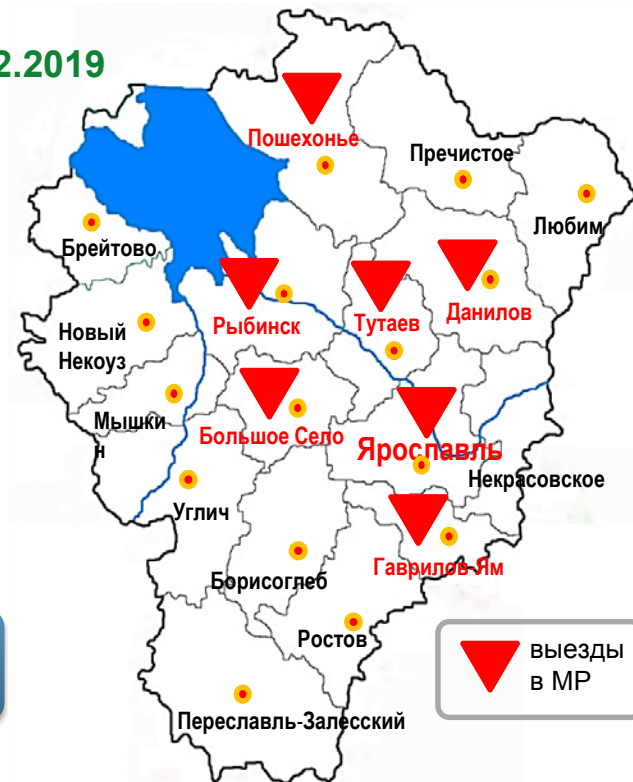 2.2019
Пошехонье
Пречистое
Любим
Брейтово
Рыбинск
Тутаев
Данилов
Новый
Некоуз
Мышки
н
Большое Село
Ярославль
Некрасовское
Углич
Гаврилов-Ям
Борисоглеб
Ростов
Переславль-Залесский
выезды
в МР